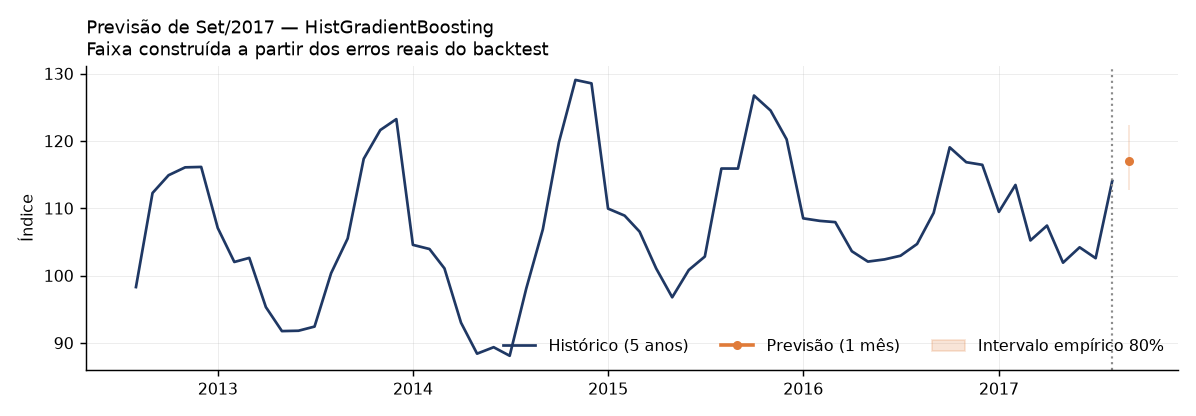 Previsão de Set/2017 — HistGradientBoosting
Faixa construída a partir dos erros reais do backtest
130
120
110
100
90
Índice
Histórico (5 anos)
Previsão (1 mês)
Intervalo empírico 80%
2013
2014
2015
2016
2017